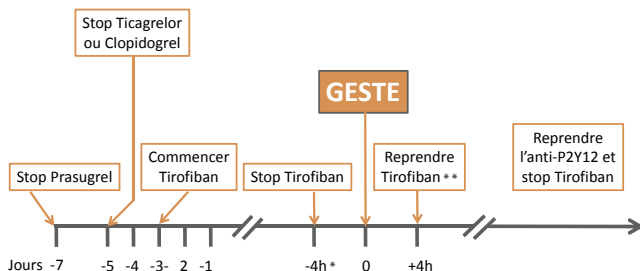 Stop Ticagrelor
ou Clopidogrel
GESTE
Stop Prasugrel
Commencer
Tirofiban
Stop Tirofiban
Reprendre
Tirofiban **
Reprendre
l'anti-P2Y12 et
stop Tirofiban
Jours -7 -5 -4 -3- 2 -1 -4h * 0 +4h